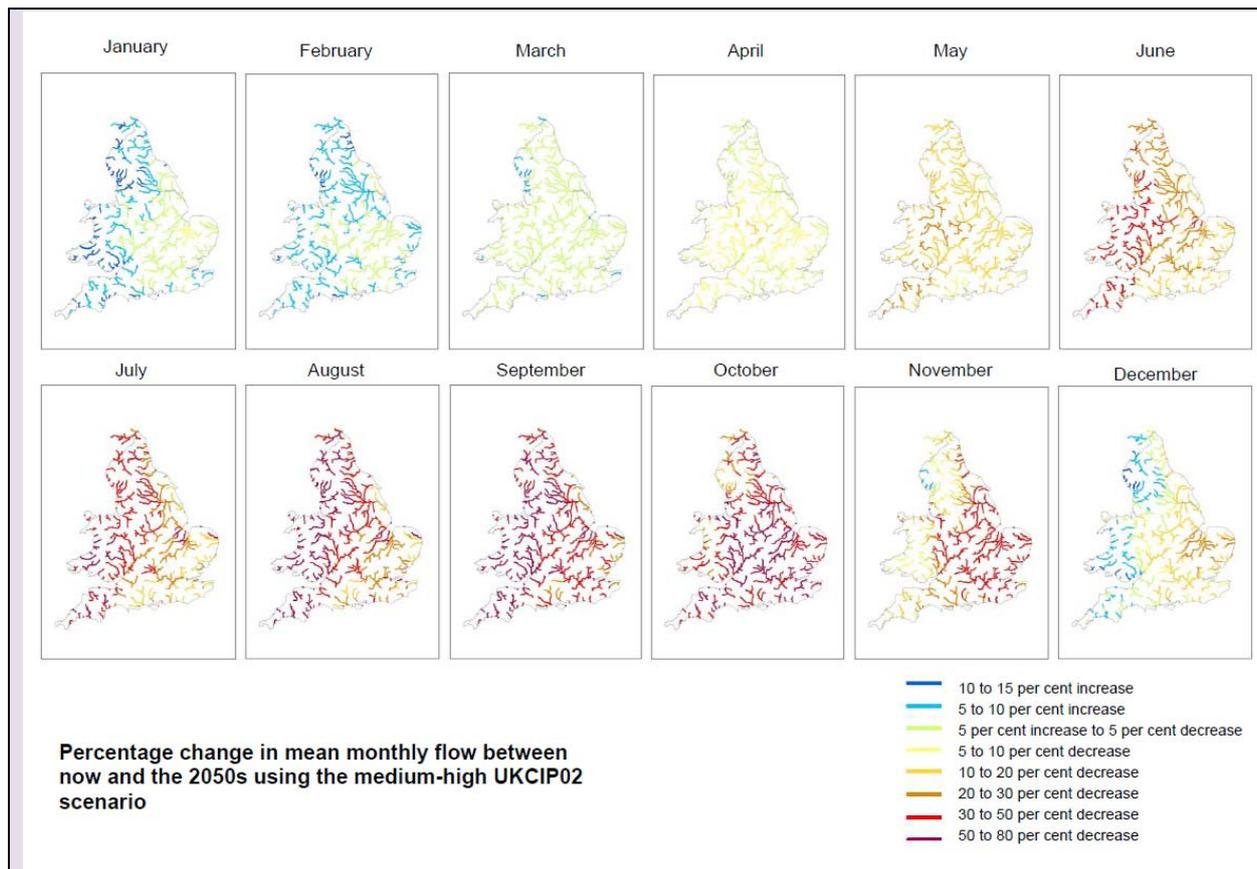 January
February
March
April
May
June
July
August
September
October
November
December
10 to 15 per cent increase
5 to 10 per cent increase
5 per cent increase to 5 per cent decrease
5 to 10 per cent decrease
10 to 20 per cent decrease
20 to 30 per cent decrease
30 to 50 per cent decrease
50 to 80 per cent decrease
Percentage change in mean monthly flow between
now and the 2050s using the medium-high UKCIP02
scenario